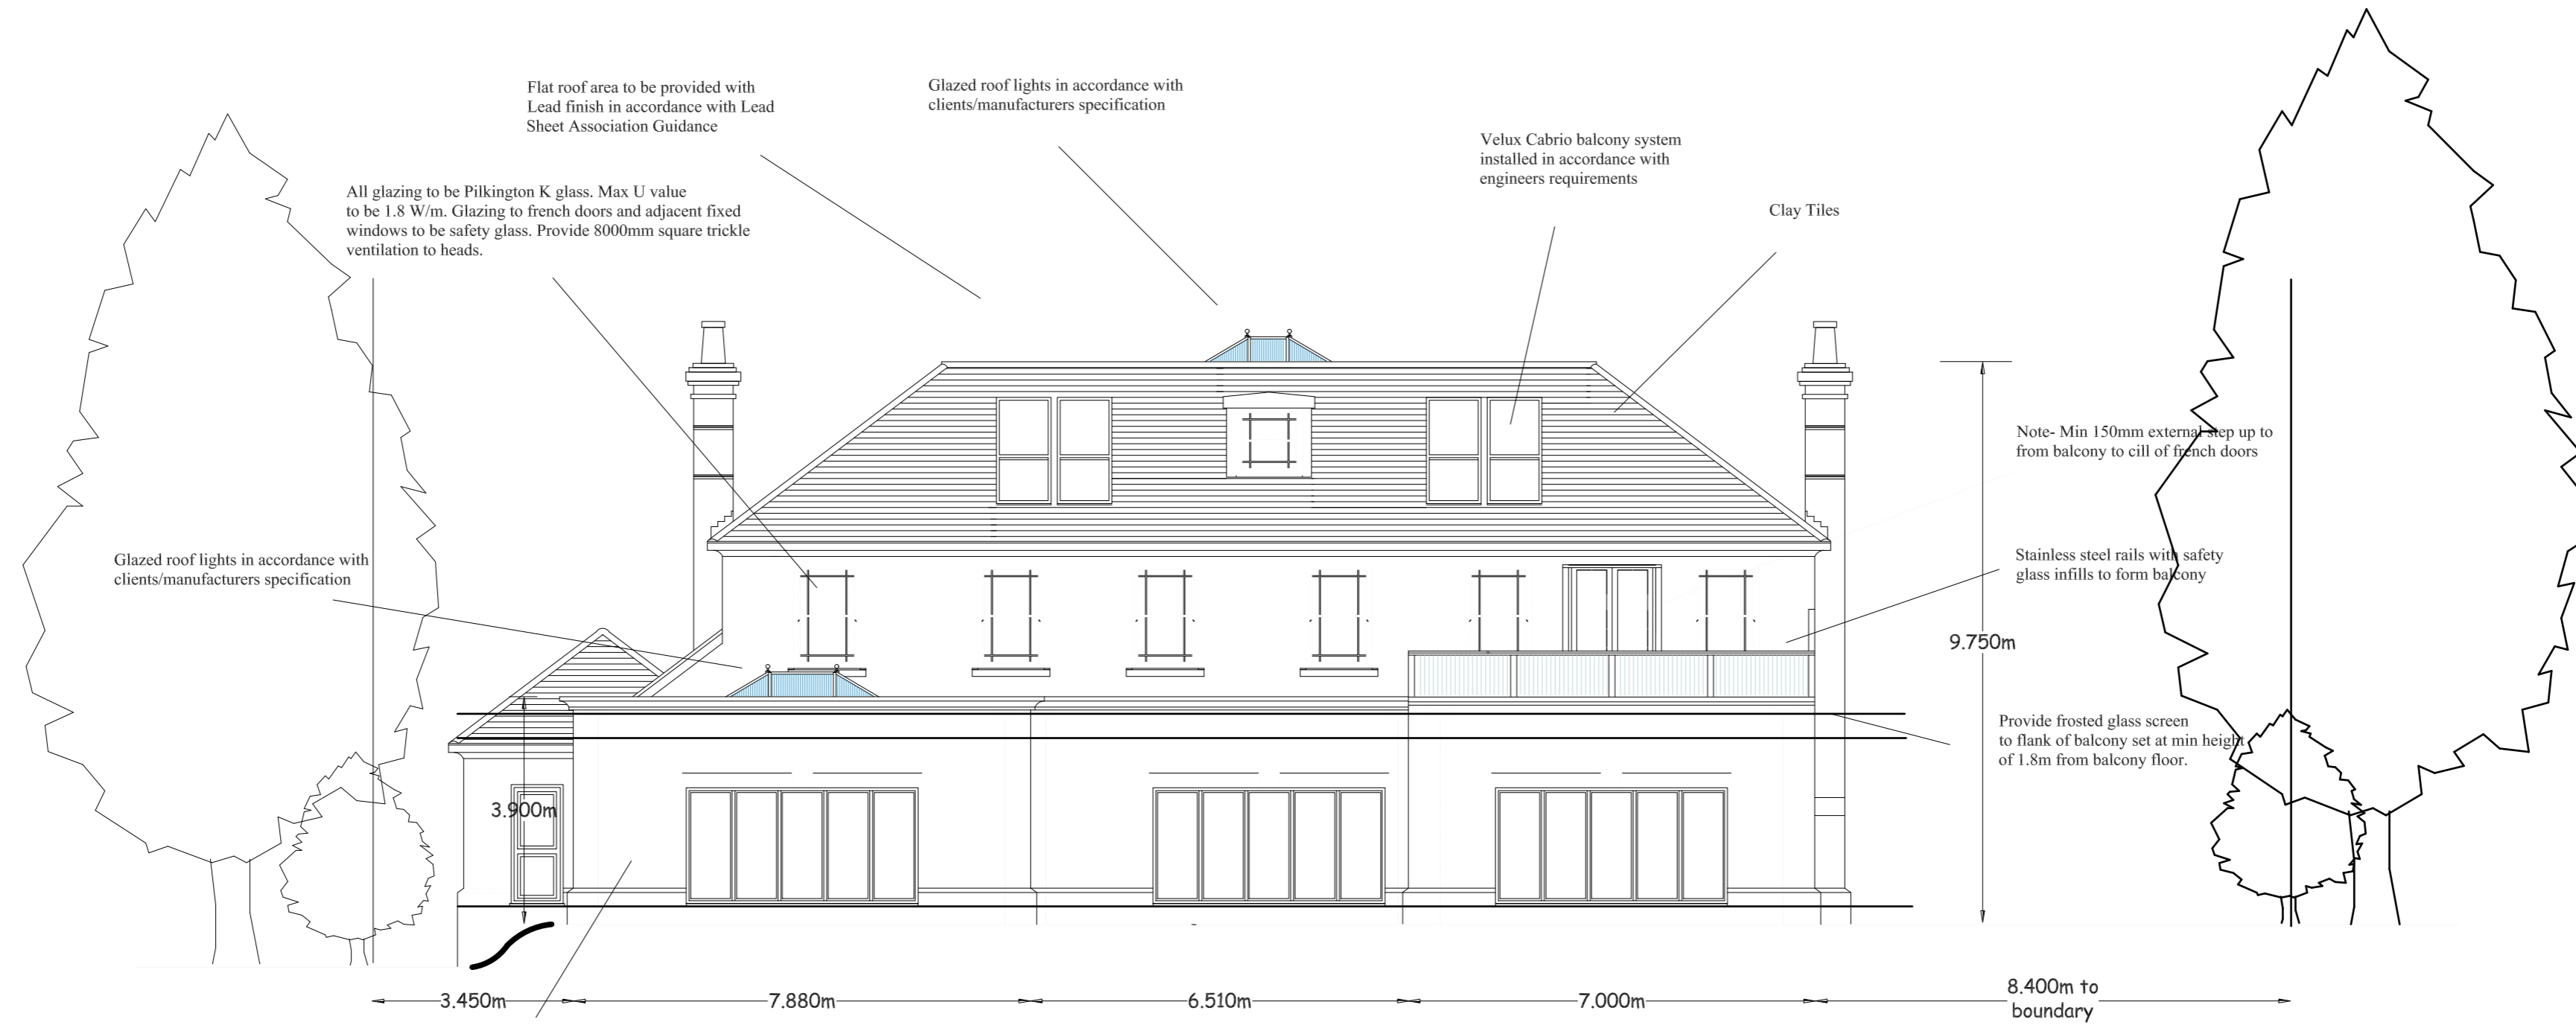 Flat roof area to be provided with
Lead finish in accordance with Lead
Sheet Association Guidance
Glazed roof lights in accordance with
clients/manufacturers specification
Velux Cabrio balcony system
installed in accordance with
engineers requirements
All glazing to be Pilkington K glass. Max U value
to be 1.8 W/m. Glazing to french doors and adjacent fixed
windows to be safety glass. Provide 8000mm square trickle
ventilation to heads.
Clay Tiles
Note- Min 150mm external step up to
from balcony to cill of french doors
Glazed roof lights in accordance with
clients/manufacturers specification
Stainless steel rails with safety
glass infills to form balcony
9.750m
Provide frosted glass screen
to flank of balcony set at min height
of 1.8m from balcony floor.
3.900m
3.450m
7.880m
6.510m
7.000m
8.400m to
boundary